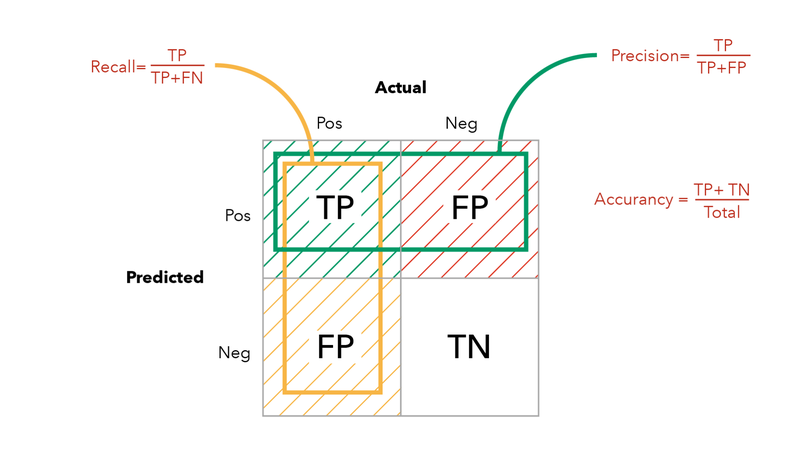 Recall= TP
TP+FN
Precision= TP
TP+FP
Actual
Pos Neg
Pos TP FP
Accurancy = TP+ TN
Total
Predicted
Neg FP TN